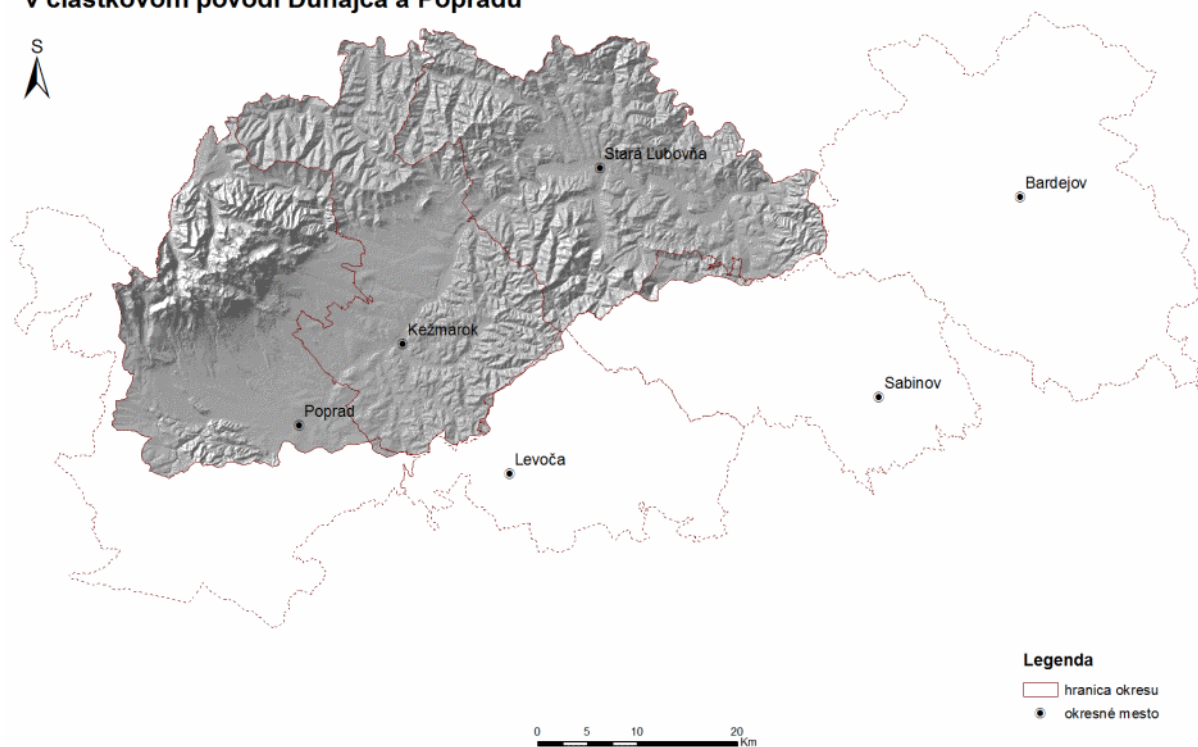 v čiastkovom povodí Dunajca a Popradu
S
Stará Ľubovňa
Bardejov
Kežmarok
Sabinov
Poprad
Levoča
Legenda
hranica okresu
okresné mesto
0 5 10 20
Km